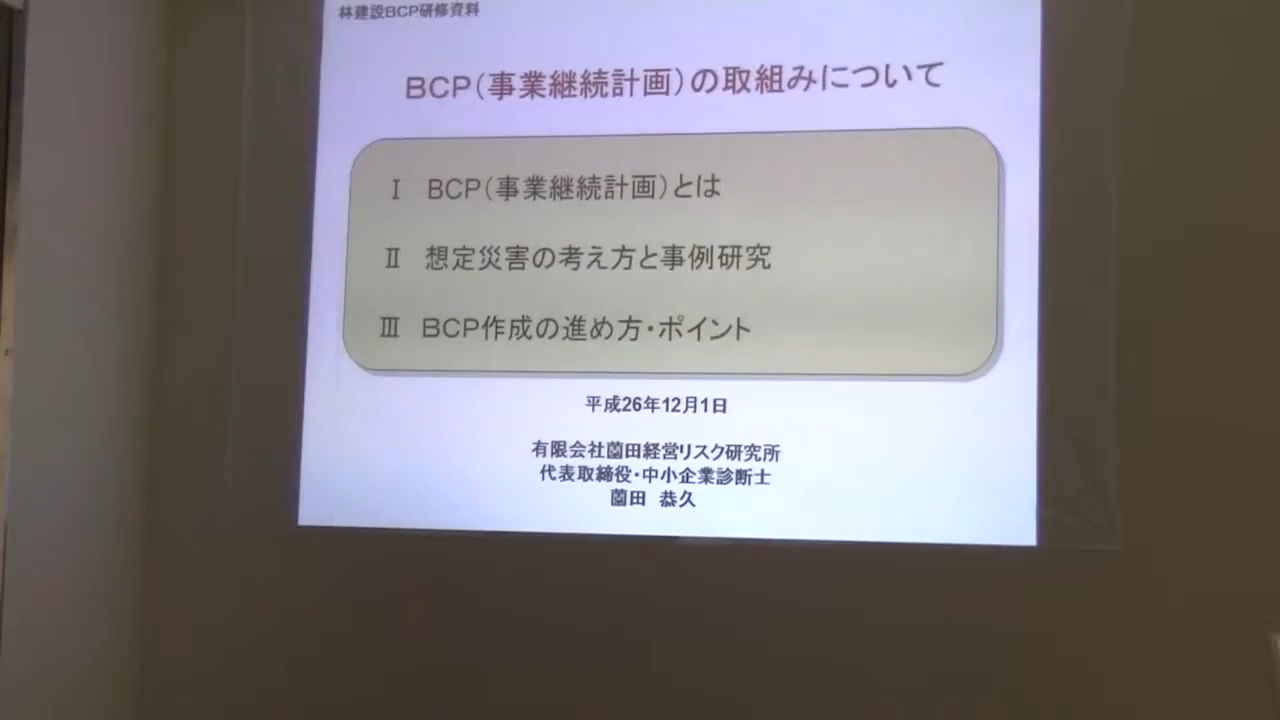 林建設BCP研修資料
BCP(事業継続計画)の取組みについて
Ⅰ BCP(事業継続計画)とは
Ⅱ 想定災害の考え方と事例研究
Ⅲ BCP作成の進め方・ポイント
平成26年12月1日
有限会社薗田経営リスク研究所
代表取締役・中小企業診断士
薗田 恭久